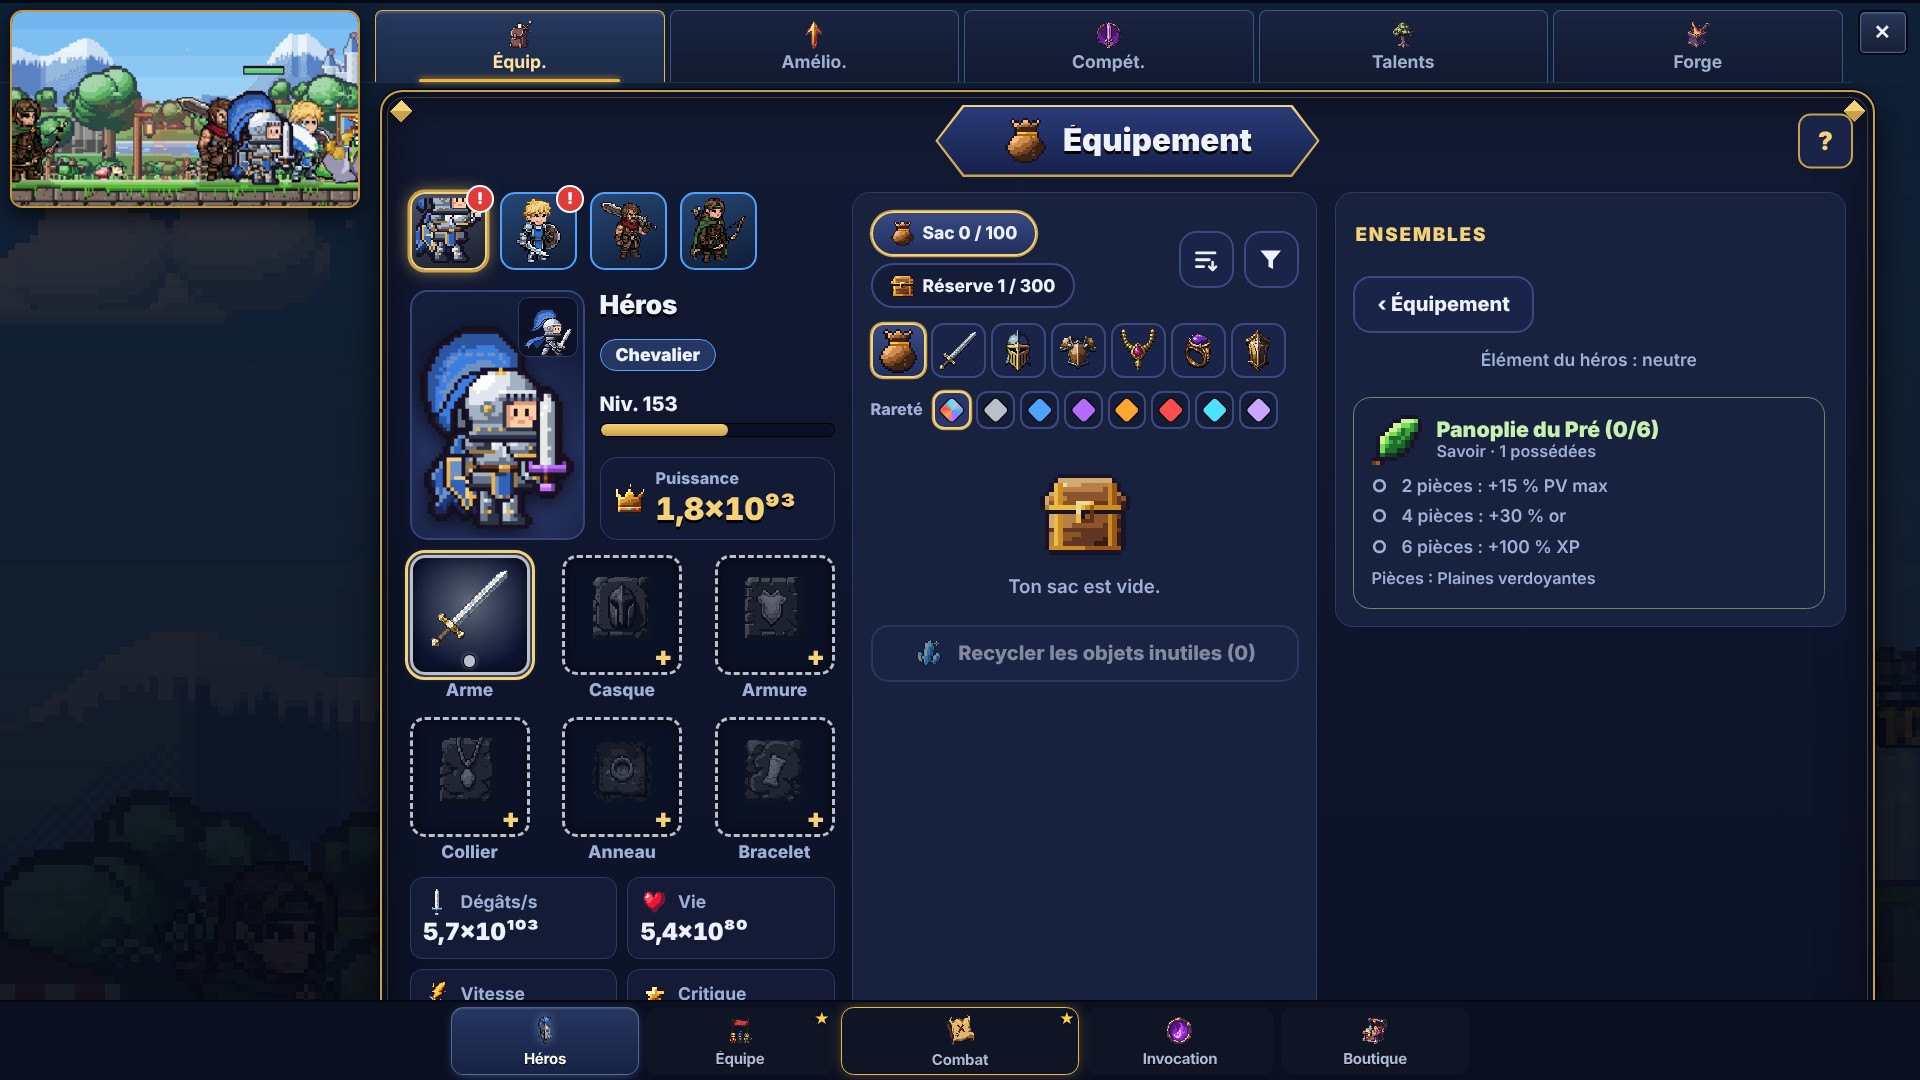 Équip.
Amélio.
Compét.
Talents
Forge
×
Équipement
?
!
!
Héros
Chevalier
Niv. 153
Puissance
1,8×10⁹³
Arme
Casque
Armure
Collier
Anneau
Bracelet
Dégâts/s
5,7×10¹⁰³
Vie
5,4×10⁸⁰
Vitesse
Critique
Sac 0 / 100
Réserve 1 / 300
Rareté
Ton sac est vide.
Recycler les objets inutiles (0)
ENSEMBLES
‹ Équipement
Élément du héros : neutre
Panoplie du Pré (0/6)
Savoir · 1 possédées
2 pièces : +15 % PV max
4 pièces : +30 % or
6 pièces : +100 % XP
Pièces : Plaines verdoyantes
Héros
Équipe
Combat
Invocation
Boutique